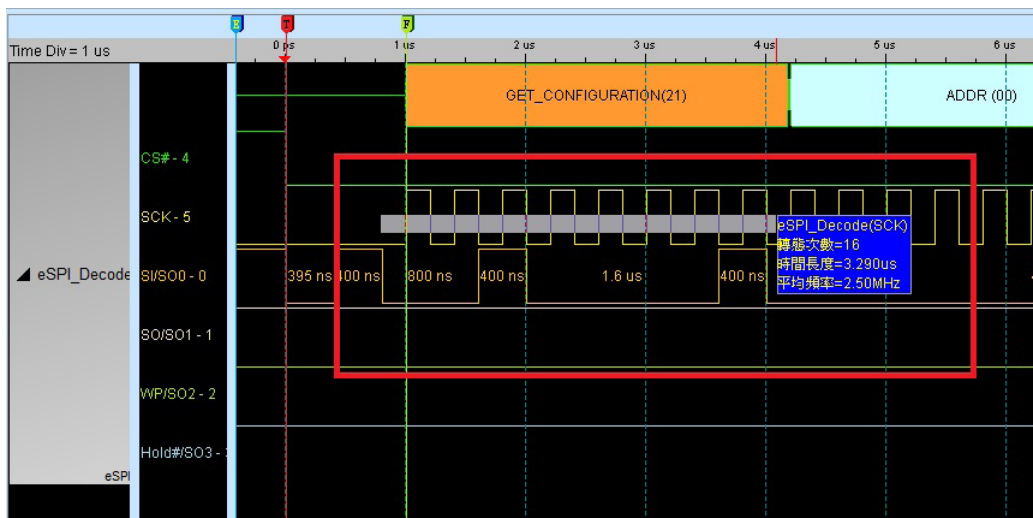 E T F
Time Div = 1 us
0 ps 1 us 2 us 3 us 4 us 5 us 6 us
GET_CONFIGURATION(21) ADDR (00)
CS# - 4
SCK - 5
eSPI_Decode(SCK)
轉態次數=16
時間長度=3.290us
平均頻率=2.50MHz
eSPI_Decode SI/SO0 - 0 395 ns 400 ns 800 ns 400 ns 1.6 us 400 ns
SO/SO1 - 1
WP/SO2 - 2
Hold#/SO3 -
eSPI